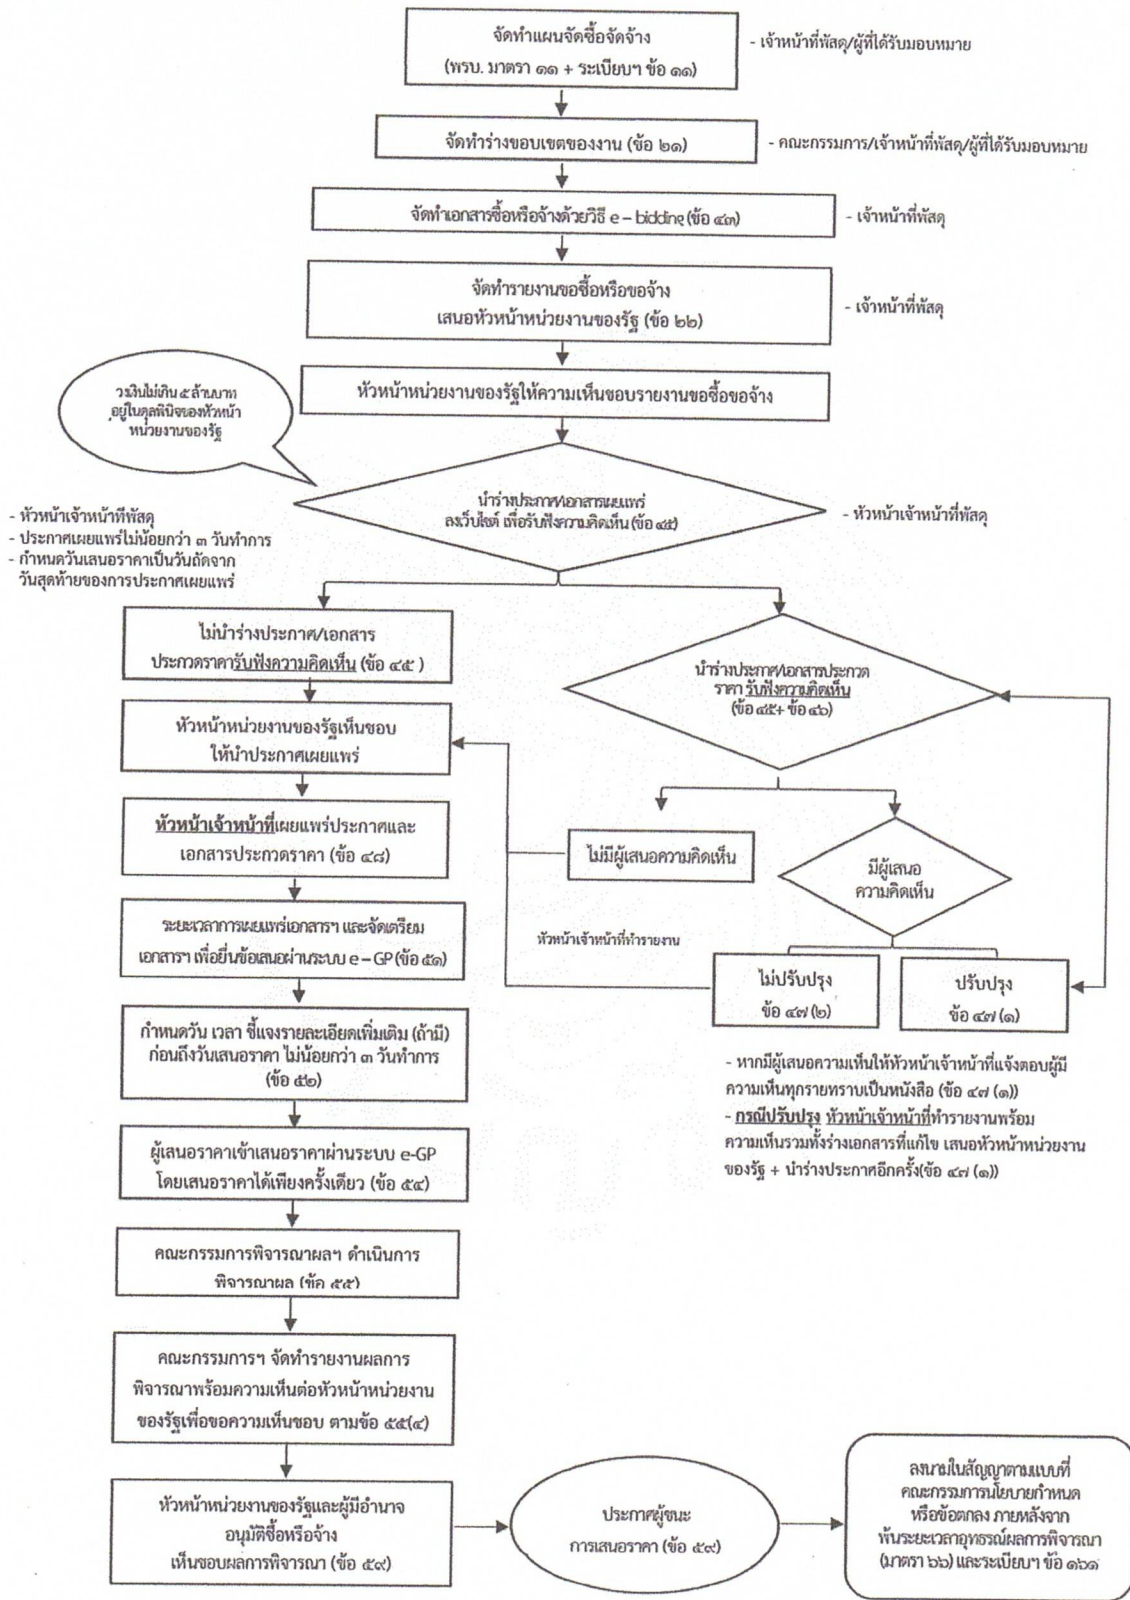 จัดทำแผนจัดซื้อจัดจ้าง
(พรบ. มาตรา ๑๑ + ระเบียบฯ ข้อ ๑๑)
- เจ้าหน้าที่พัสดุ/ผู้ที่ได้รับมอบหมาย
จัดทำร่างขอบเขตของงาน (ข้อ ๒๑)
- คณะกรรมการ/เจ้าหน้าที่พัสดุ/ผู้ที่ได้รับมอบหมาย
จัดทำเอกสารซื้อหรือจ้างด้วยวิธี e – bidding (ข้อ ๔๓)
- เจ้าหน้าที่พัสดุ
จัดทำรายงานขอซื้อหรือขอจ้าง
เสนอหัวหน้าหน่วยงานของรัฐ (ข้อ ๒๒)
- เจ้าหน้าที่พัสดุ
หัวหน้าหน่วยงานของรัฐให้ความเห็นขอบรายงานขอซื้อขอจ้าง
วงเงินไม่เกิน ๕ ล้านบาท
อยู่ในดุลพินิจของหัวหน้า
หน่วยงานของรัฐ
นำร่างประกาศ/เอกสารเผยแพร่
ลงเว็บไซต์ เพื่อรับฟังความคิดเห็น (ข้อ ๔๕)
- หัวหน้าเจ้าหน้าที่พัสดุ
- หัวหน้าเจ้าหน้าที่พัสดุ
- ประกาศเผยแพร่ไม่น้อยกว่า ๓ วันทำการ
- กำหนดวันเสนอราคาเป็นวันถัดจาก
วันสุดท้ายของการประกาศเผยแพร่
ไม่นำร่างประกาศ/เอกสาร
ประกวดราคารับฟังความคิดเห็น (ข้อ ๔๕ )
นำร่างประกาศ/เอกสารประกวด
ราคา รับฟังความคิดเห็น
(ข้อ ๔๕+ ข้อ ๔๖)
หัวหน้าหน่วยงานของรัฐเห็นชอบ
ให้นำประกาศเผยแพร่
หัวหน้าเจ้าหน้าที่เผยแพร่ประกาศและ
เอกสารประกวดราคา (ข้อ ๔๘)
ไม่มีผู้เสนอความคิดเห็น
มีผู้เสนอ
ความคิดเห็น
ระยะเวลาการเผยแพร่เอกสารฯ และจัดเตรียม
เอกสารฯ เพื่อยื่นข้อเสนอผ่านระบบ e – GP (ข้อ ๕๑)
หัวหน้าเจ้าหน้าที่ทำรายงาน
ไม่ปรับปรุง
ข้อ ๔๗ (๒)
ปรับปรุง
ข้อ ๔๗ (๑)
กำหนดวัน เวลา ชี้แจงรายละเอียดเพิ่มเติม (ถ้ามี)
ก่อนถึงวันเสนอราคา ไม่น้อยกว่า ๓ วันทำการ
(ข้อ ๕๒)
- หากมีผู้เสนอความเห็นให้หัวหน้าเจ้าหน้าที่แจ้งตอบผู้มี
ความเห็นทุกรายทราบเป็นหนังสือ (ข้อ ๔๗ (๑))
- กรณีปรับปรุง หัวหน้าเจ้าหน้าที่ทำรายงานพร้อม
ความเห็นรวมทั้งร่างเอกสารที่แก้ไข เสนอหัวหน้าหน่วยงาน
ของรัฐ + นำร่างประกาศอีกครั้ง(ข้อ ๔๗ (๑))
ผู้เสนอราคาเข้าเสนอราคาผ่านระบบ e-GP
โดยเสนอราคาได้เพียงครั้งเดียว (ข้อ ๕๔)
คณะกรรมการพิจารณาผลฯ ดำเนินการ
พิจารณาผล (ข้อ ๕๕)
คณะกรรมการฯ จัดทำรายงานผลการ
พิจารณาพร้อมความเห็นต่อหัวหน้าหน่วยงาน
ของรัฐเพื่อขอความเห็นชอบ ตามข้อ ๕๕(๔)
หัวหน้าหน่วยงานของรัฐและผู้มีอำนาจ
อนุมัติซื้อหรือจ้าง
เห็นชอบผลการพิจารณา (ข้อ ๕๙)
ประกาศผู้ชนะ
การเสนอราคา (ข้อ ๕๙)
ลงนามในสัญญาตามแบบที่
คณะกรรมการนโยบายกำหนด
หรือข้อตกลง ภายหลังจาก
พ้นระยะเวลาอุทธรณ์ผลการพิจารณา
(มาตรา ๖๖) และระเบียบฯ ข้อ ๑๖๑